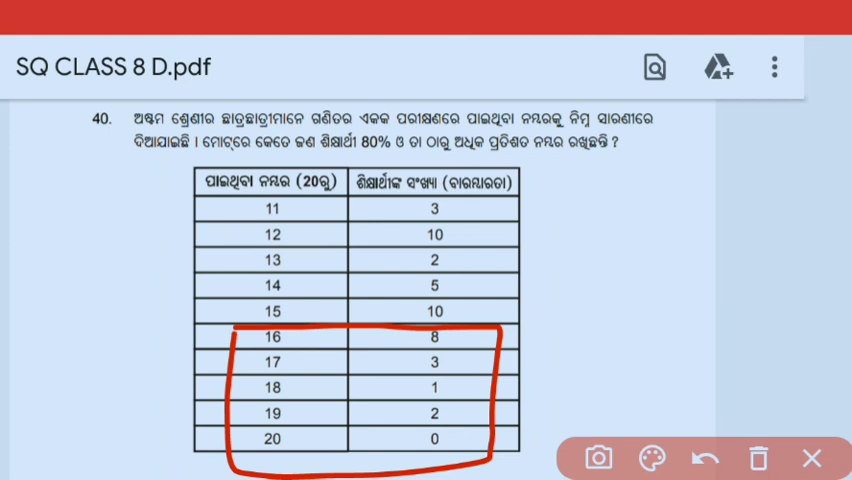 SQ CLASS 8 D.pdf
40. ଅଷ୍ଟମ ଶ୍ରେଣୀର ଛାତ୍ରଛାତ୍ରୀମାନେ ଗଣିତର ଏକକ ପରୀକ୍ଷଣରେ ପାଇଥିବା ନମ୍ବରକୁ ନିମ୍ନ ସାରଣୀରେ
ଦିଆଯାଇଛି । ମୋଟ୍‌ରେ କେତେ ଜଣ ଶିକ୍ଷାର୍ଥୀ 80% ଓ ତା ଠାରୁ ଅଧିକ ପ୍ରତିଶତ ନମ୍ବର ରଖିଛନ୍ତି ?
ପାଇଥିବା ନମ୍ବର (20ରୁ) ଶିକ୍ଷାର୍ଥୀଙ୍କ ସଂଖ୍ୟା (ବାରମ୍ବାରତା)
11 3
12 10
13 2
14 5
15 10
16 8
17 3
18 1
19 2
20 0